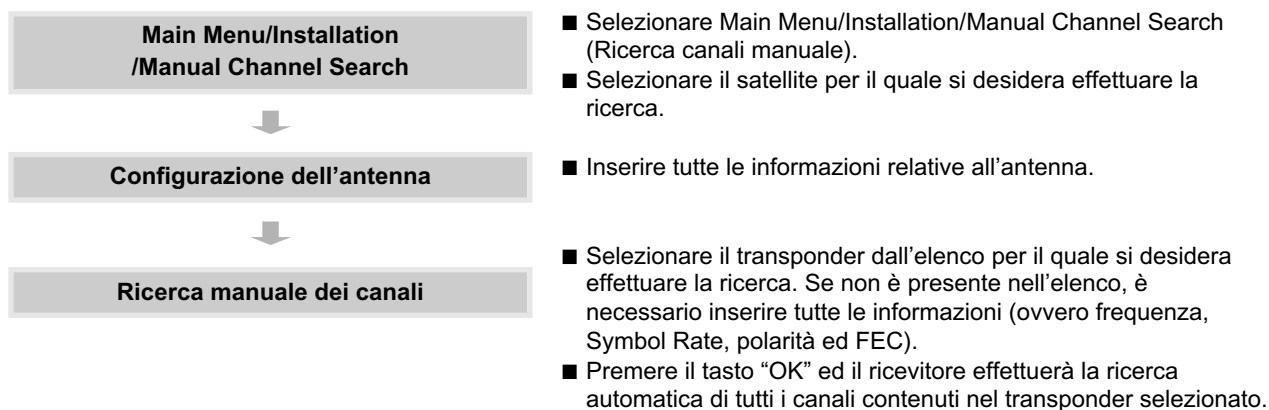 Main Menu/Installation
/Manual Channel Search
■ Selezionare Main Menu/Installation/Manual Channel Search
(Ricerca canali manuale).
■ Selezionare il satellite per il quale si desidera effettuare la
ricerca.
Configurazione dell'antenna
■ Inserire tutte le informazioni relative all'antenna.
Ricerca manuale dei canali
■ Selezionare il transponder dall'elenco per il quale si desidera
effettuare la ricerca. Se non è presente nell'elenco, è
necessario inserire tutte le informazioni (ovvero frequenza,
Symbol Rate, polarità ed FEC).
■ Premere il tasto “OK” ed il ricevitore effettuerà la ricerca
automatica di tutti i canali contenuti nel transponder selezionato.